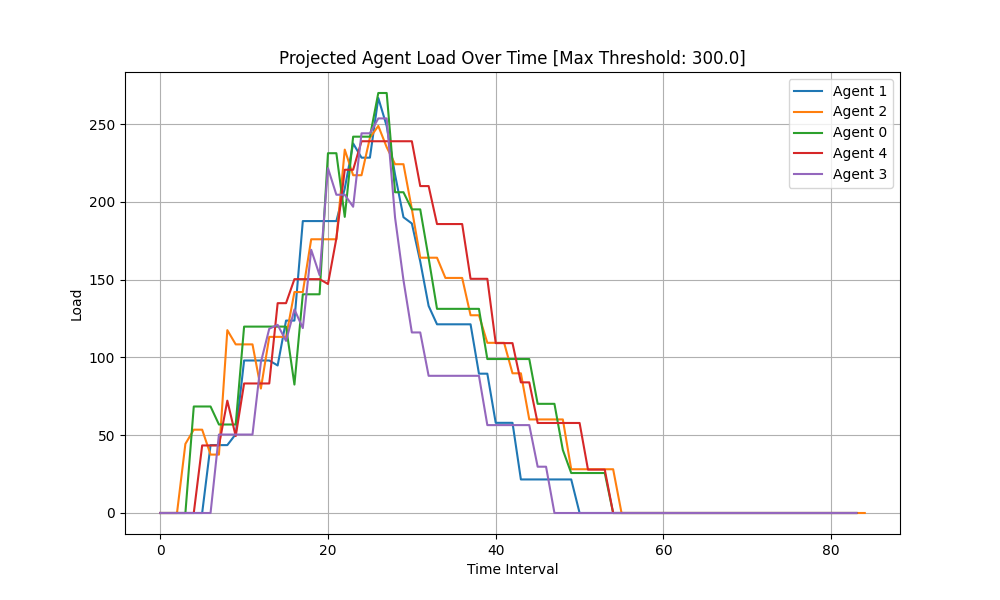 Projected Agent Load Over Time [Max Threshold: 300.0]
Agent 1
Agent 2
Agent 0
Agent 4
Agent 3
250
200
150
100
50
0
Load
0
20
40
60
80
Time Interval